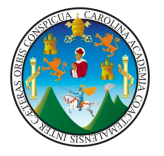 CAROLINA ACADEMIA COACTEMALENSIS INTER CÆTERAS ORBIS CONSPICUA